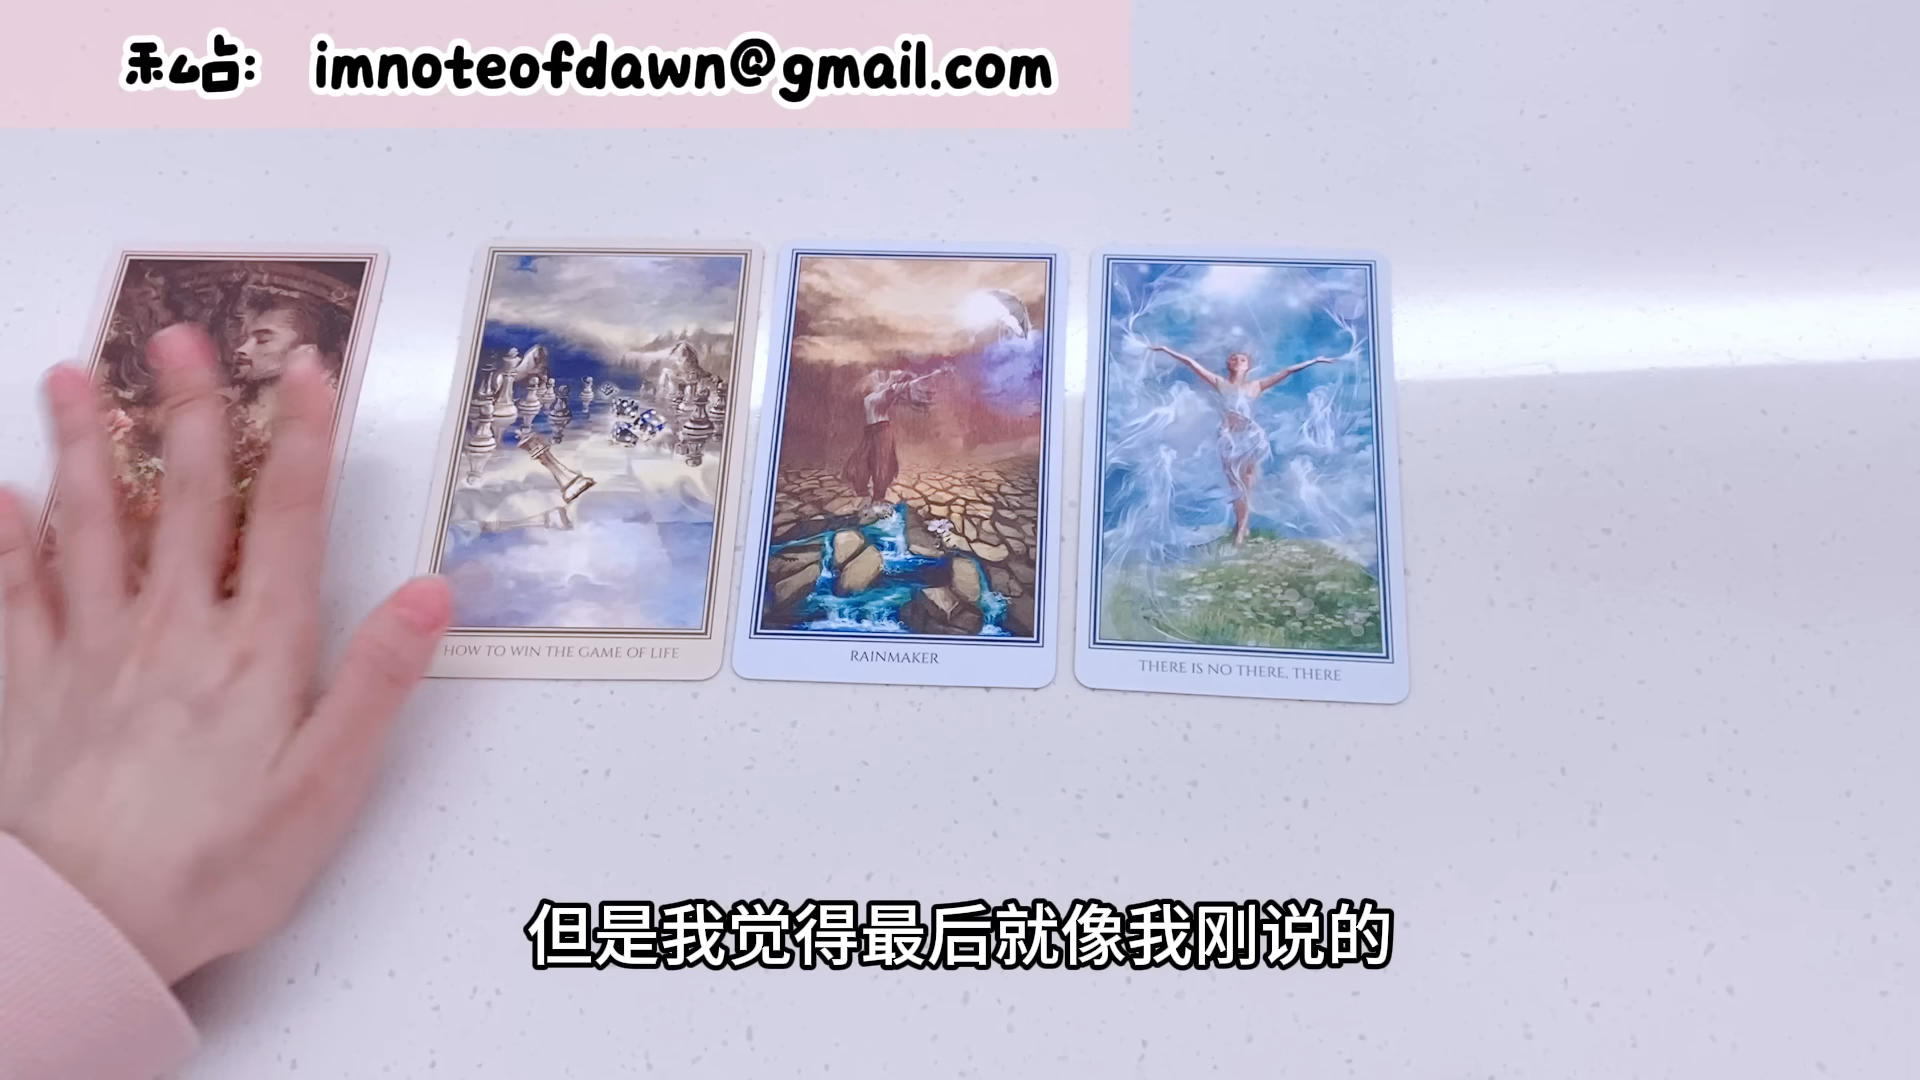 私占: imnoteofdawn@gmail.com
HOW TO WIN THE GAME OF LIFE
RAINMAKER
THERE IS NO THERE, THERE
但是我觉得最后就像我刚说的